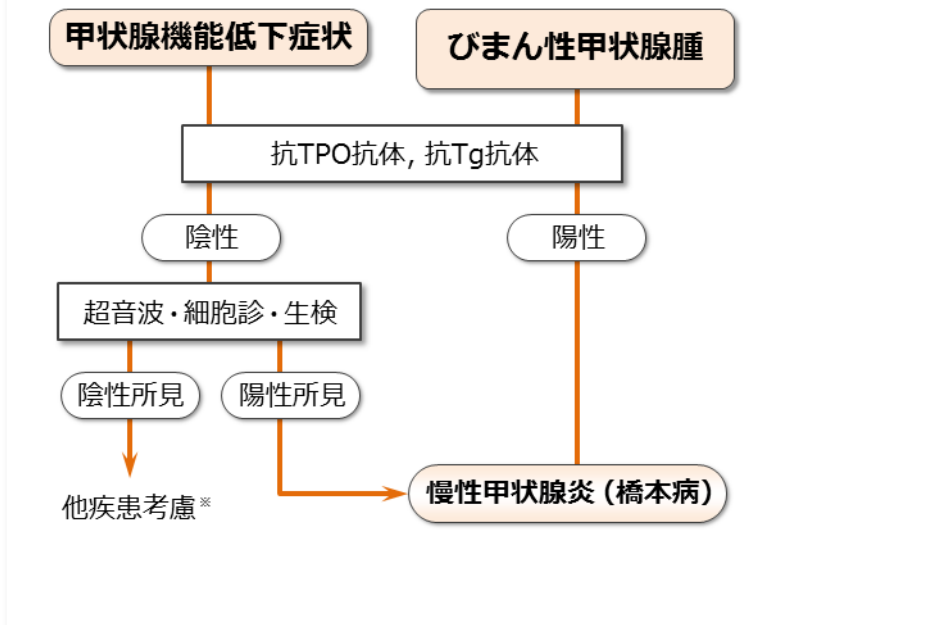 甲状腺機能低下症状
びまん性甲状腺腫
抗TPO抗体, 抗Tg抗体
陰性
陽性
超音波・細胞診・生検
陰性所見
陽性所見
他疾患考慮※
慢性甲状腺炎（橋本病）